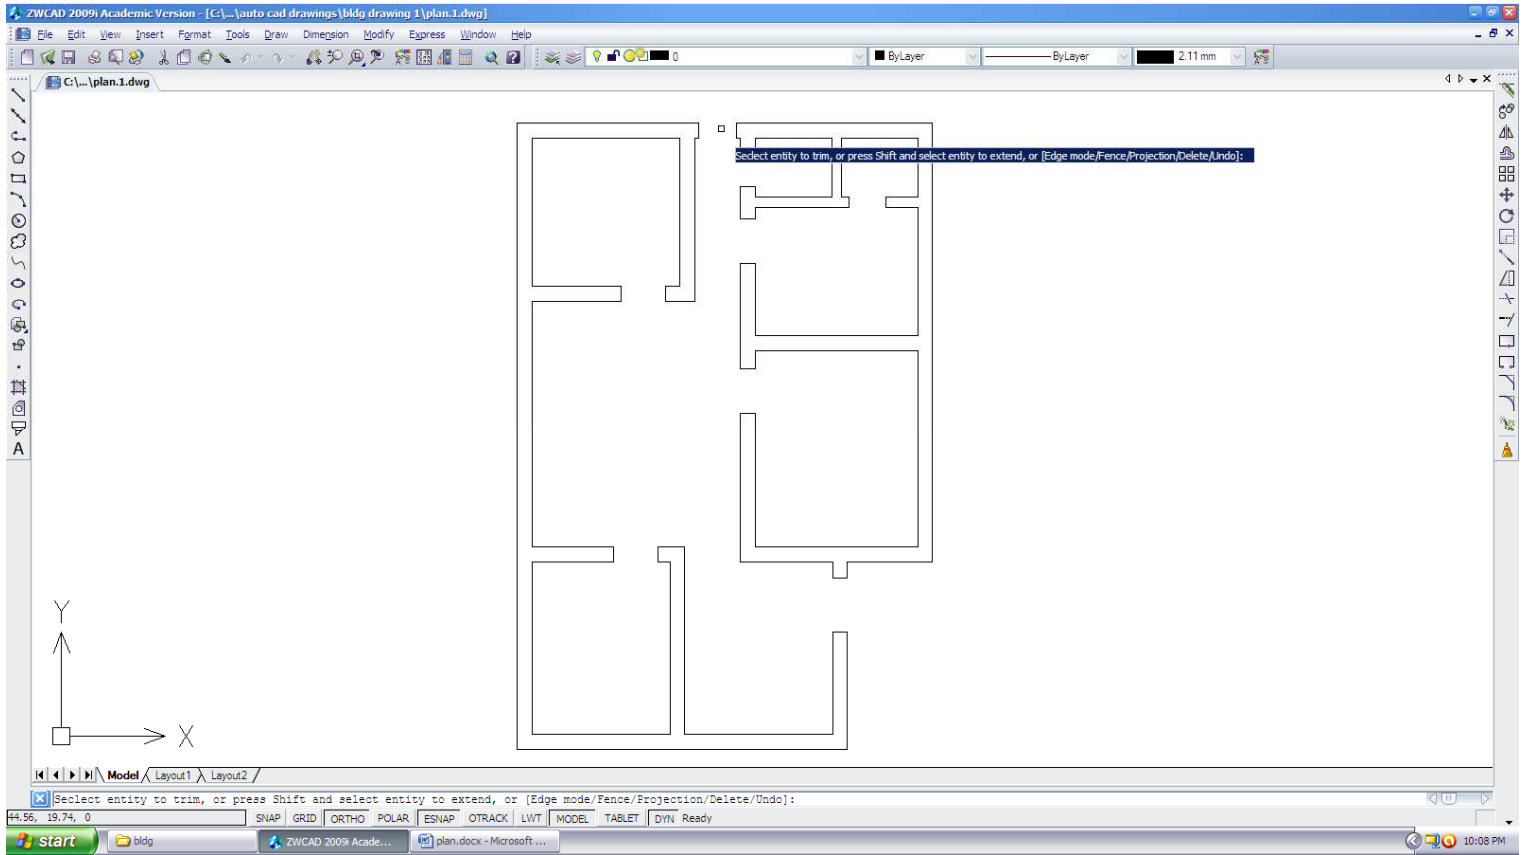 ZWCAD 2009i Academic Version - [C:\...\auto cad drawings\bldg drawing 1\plan.1.dwg]
File Edit View Insert Format Tools Draw Dimension Modify Express Window Help
0 ByLayer ByLayer 2.11 mm
C:\...\plan.1.dwg
Seclect entity to trim, or press Shift and select entity to extend, or [Edge mode/Fence/Projection/Delete/Undo]:
A
Y
X
Model Layout1 Layout2
Seclect entity to trim, or press Shift and select entity to extend, or [Edge mode/Fence/Projection/Delete/Undo]:
44.56, 19.74, 0 SNAP GRID ORTHO POLAR ESNAP OTRACK LWT MODEL TABLET DYN Ready
start bldg ZWCAD 2009i Acade... plan.docx - Microsoft ... 10:08 PM